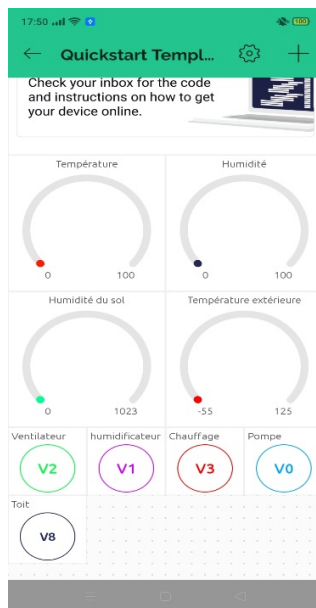 17:50
100
Quickstart Templ...
Check your inbox for the code
and instructions on how to get
your device online.
Température
Humidité
0
100
0
100
Humidité du sol
Température extérieure
0
1023
-55
125
Ventilateur
humidificateur
Chauffage
Pompe
V2
V1
V3
V0
Toit
V8